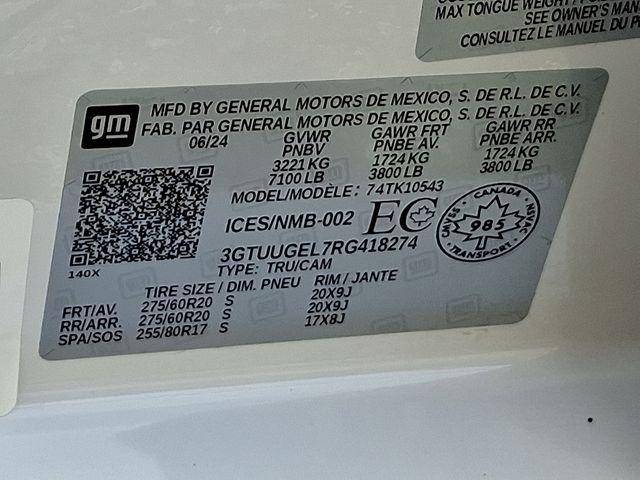 MAX TONGUE WEIGHT / 
SEE OWNER'S MAN
CONSULTEZ LE MANUEL DU P
gm
MFD BY GENERAL MOTORS DE MEXICO, S. DE R.L. DE C.V.
FAB. PAR GENERAL MOTORS DE MEXICO, S. DE R.L. DE C.V.
06/24 GVWR GAWR FRT GAWR RR
PNBV PNBE AV. PNBE ARR.
3221 KG 1724 KG 1724 KG
7100 LB 3800 LB 3800 LB
MODEL/MODÈLE: 74TK10543
ICES/NMB-002 EC
CANADA
985
TRANSPORT
3GTUUGEL7RG418274
TYPE: TRU/CAM
140X
TIRE SIZE / DIM. PNEU RIM / JANTE
FRT/AV. 275/60R20 S 20X9J
RR/ARR. 275/60R20 S 20X9J
SPA/SOS 255/80R17 S 17X8J